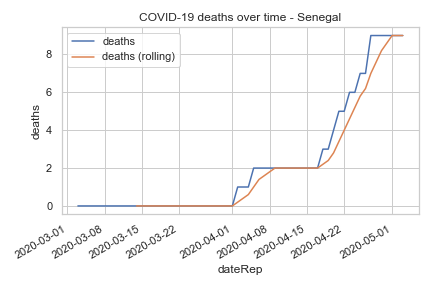 COVID-19 deaths over time - Senegal
deaths
deaths (rolling)
deaths
8
6
4
2
0
2020-03-01
2020-03-08
2020-03-15
2020-03-22
2020-04-01
2020-04-08
2020-04-15
2020-04-22
2020-05-01
dateRep